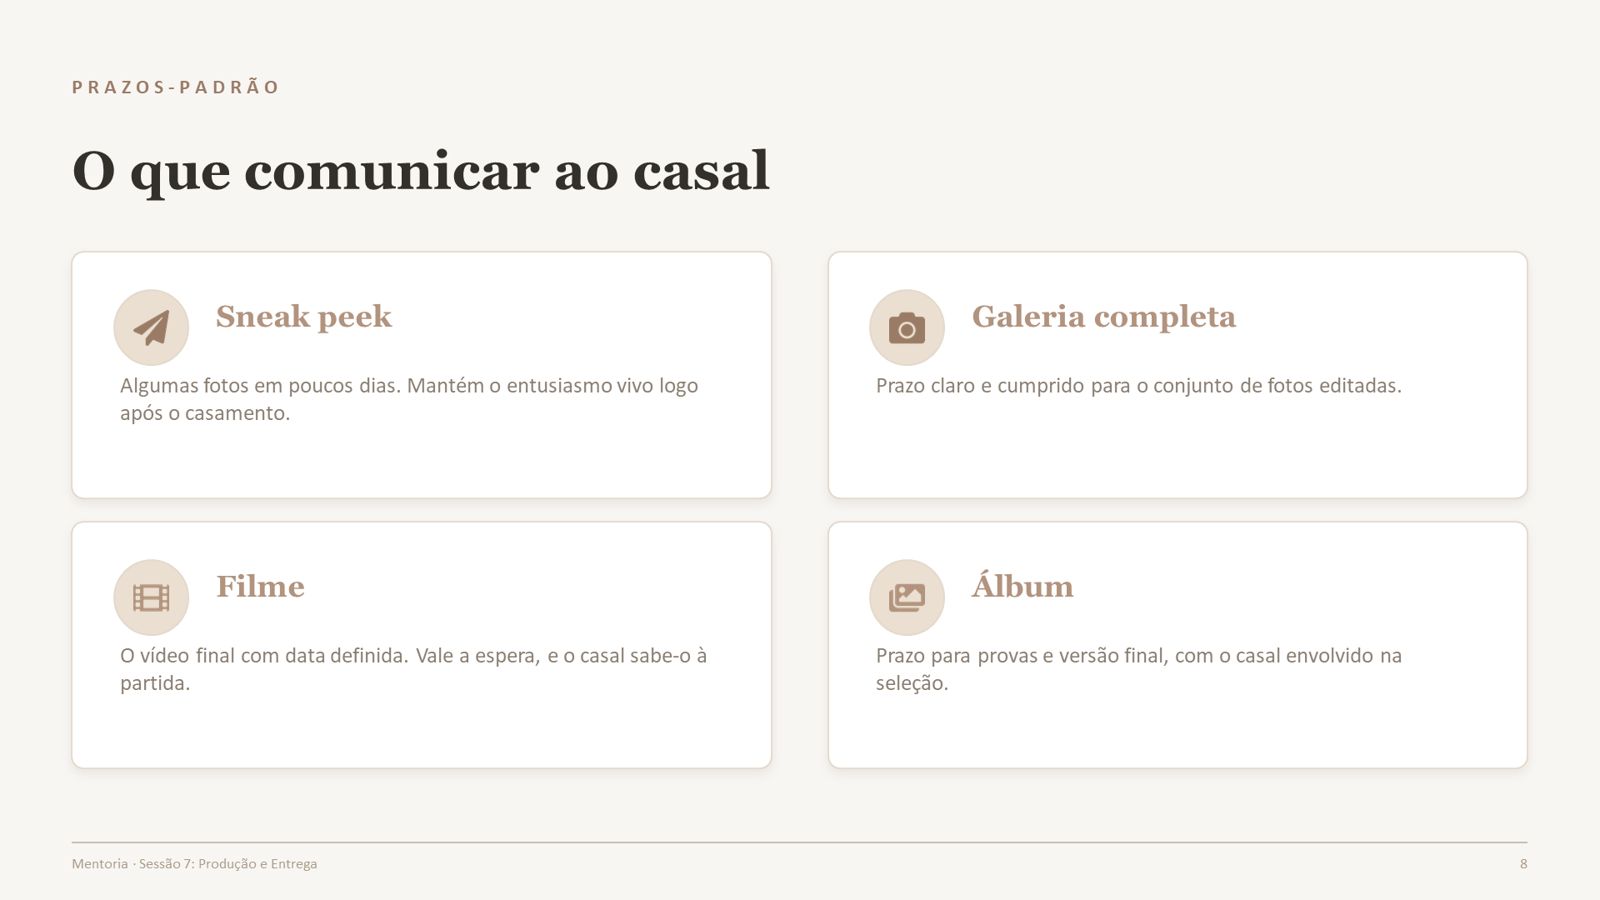 PRAZOS-PADRÃO
O que comunicar ao casal
Sneak peek
Algumas fotos em poucos dias. Mantém o entusiasmo vivo logo
após o casamento.
Galeria completa
Prazo claro e cumprido para o conjunto de fotos editadas.
Filme
O vídeo final com data definida. Vale a espera, e o casal sabe-o à
partida.
Álbum
Prazo para provas e versão final, com o casal envolvido na
seleção.
Mentoria · Sessão 7: Produção e Entrega
8